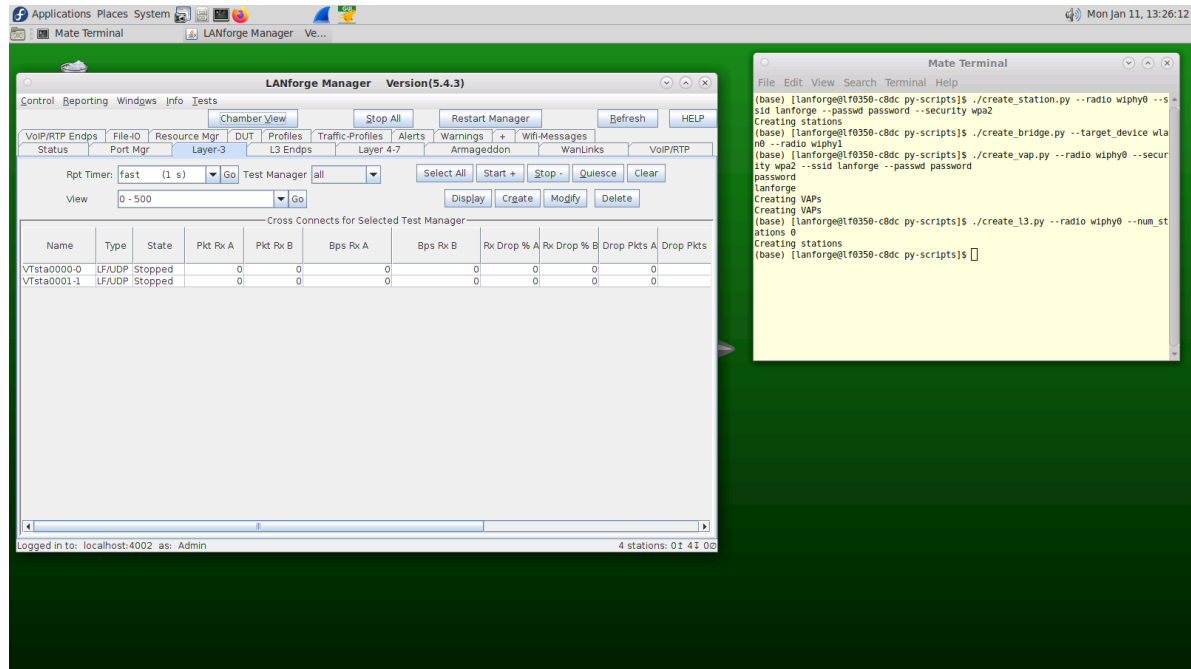 Applications Places System
Mon Jan 11, 13:26:12
Mate Terminal
LANforge Manager Ve...
LANforge Manager Version(5.4.3)
Control Reporting Windows Info Tests
Chamber View Stop All Restart Manager Refresh HELP
VoIP/RTP Endps File-IO Resource Mgr DUT Profiles Traffic-Profiles Alerts Warnings + Wifi-Messages
Status Port Mgr Layer-3 L3 Endps Layer 4-7 Armageddon WanLinks VoIP/RTP
Rpt Timer: fast (1 s) Go Test Manager all Select All Start + Stop - Quiesce Clear
View 0 - 500 Go Display Create Modify Delete
Cross Connects for Selected Test Manager
Name Type State Pkt Rx A Pkt Rx B Bps Rx A Bps Rx B Rx Drop % A Rx Drop % B Drop Pkts A Drop Pkts
VTsta0000-0 LF/UDP Stopped 0 0 0 0 0 0 0
VTsta0001-1 LF/UDP Stopped 0 0 0 0 0 0 0
Logged in to: localhost:4002 as: Admin
4 stations: 0↥ 4↧ 0∅
Mate Terminal
File Edit View Search Terminal Help
(base) [lanforge@lf0350-c8dc py-scripts]$ ./create_station.py --radio wiphy0 --s
sid lanforge --passwd password --security wpa2
Creating stations
(base) [lanforge@lf0350-c8dc py-scripts]$ ./create_bridge.py --target_device wla
n0 --radio wiphy1
(base) [lanforge@lf0350-c8dc py-scripts]$ ./create_vap.py --radio wiphy0 --secur
ity wpa2 --ssid lanforge --passwd password
password
lanforge
Creating VAPs
Creating VAPs
(base) [lanforge@lf0350-c8dc py-scripts]$ ./create_l3.py --radio wiphy0 --num_st
ations 0
Creating stations
(base) [lanforge@lf0350-c8dc py-scripts]$